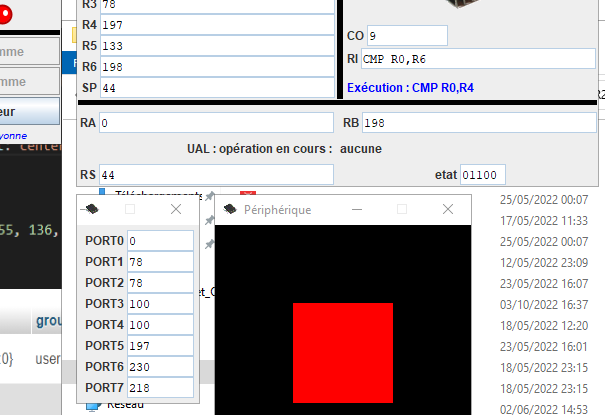 R3 78
R4 197
R5 133
R6 198
SP 44
CO 9
RI CMP R0,R6
Exécution : CMP R0,R4
RA 0
RB 198
UAL : opération en cours : aucune
RS 44
etat 01100
mme
mme
eur
yonne
55, 136,
grou
:0} user
Téléchargements
PORT0 0
PORT1 78
PORT2 78
PORT3 100
PORT4 100
PORT5 197
PORT6 230
PORT7 218
Périphérique
et_C
Réseau
25/05/2022 00:07
17/05/2022 11:33
25/05/2022 00:07
12/05/2022 23:09
23/05/2022 16:07
03/10/2022 16:37
18/05/2022 12:20
23/05/2022 16:01
18/05/2022 23:15
18/05/2022 23:15
02/06/2022 14:53